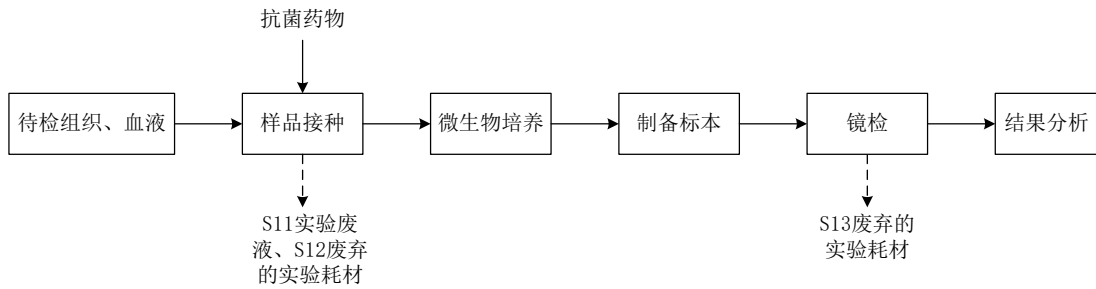 抗菌药物
待检组织、血液
样品接种
微生物培养
制备标本
镜检
结果分析
S11实验废
液、S12废弃
的实验耗材
S13废弃的
实验耗材